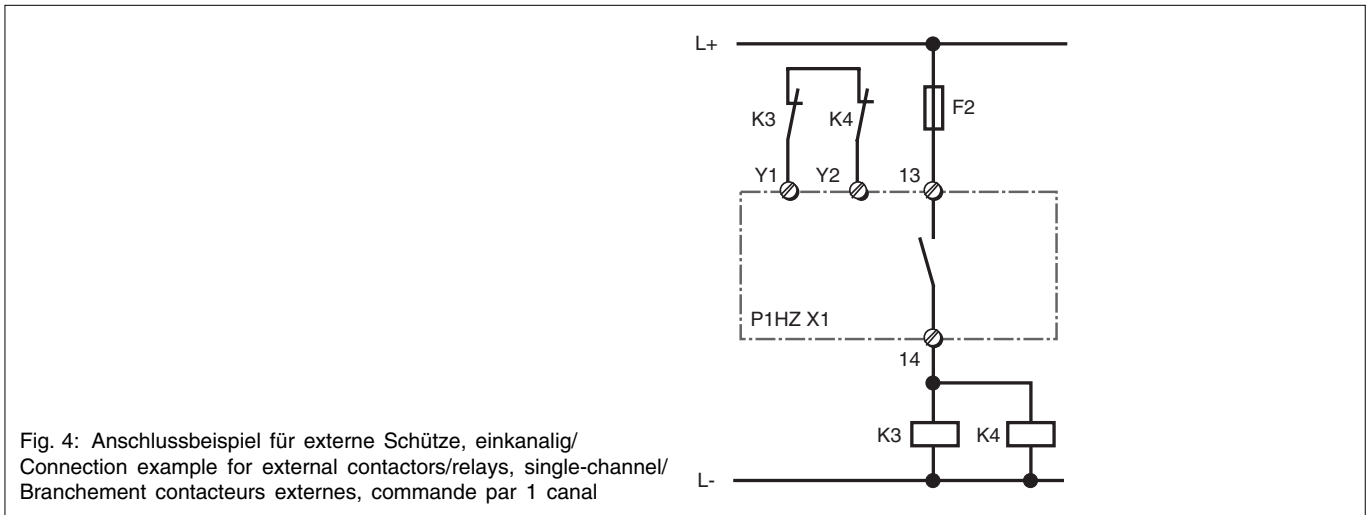 L+
F2
K3 K4
Y1 Y2 13
P1HZ X1
14
K3 K4
L-
Fig. 4: Anschlussbeispiel für externe Schütze, einkanalig/
Connection example for external contactors/relays, single-channel/
Branchement contacteurs externes, commande par 1 canal